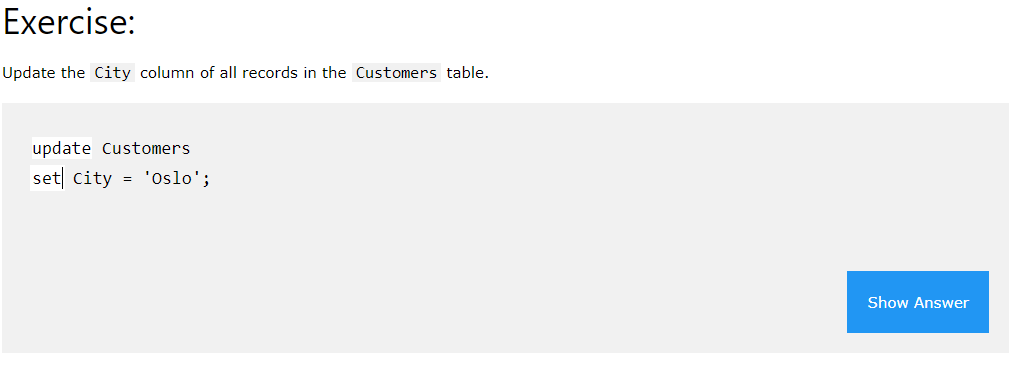 Exercise:
Update the City column of all records in the Customers table.
update Customers
set City = 'Oslo';
Show Answer